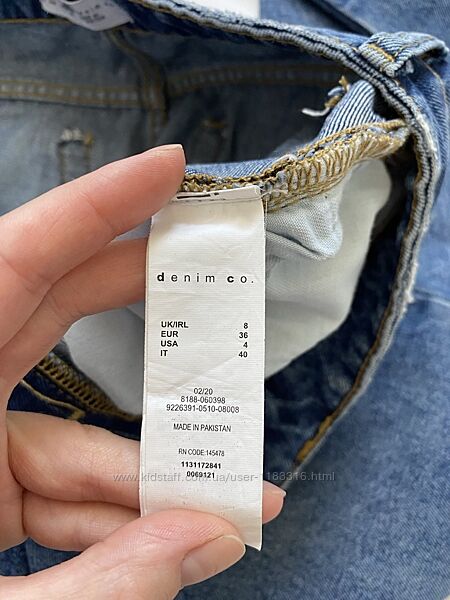 denim co.
UK/IRL 8
EUR 36
USA 4
IT 40
02/20
8188-060398
9226391-0510-08008
MADE IN PAKISTAN
RN CODE:145478
1131172841
0069121
www.kidstaff.com.ua/user-1188316.html